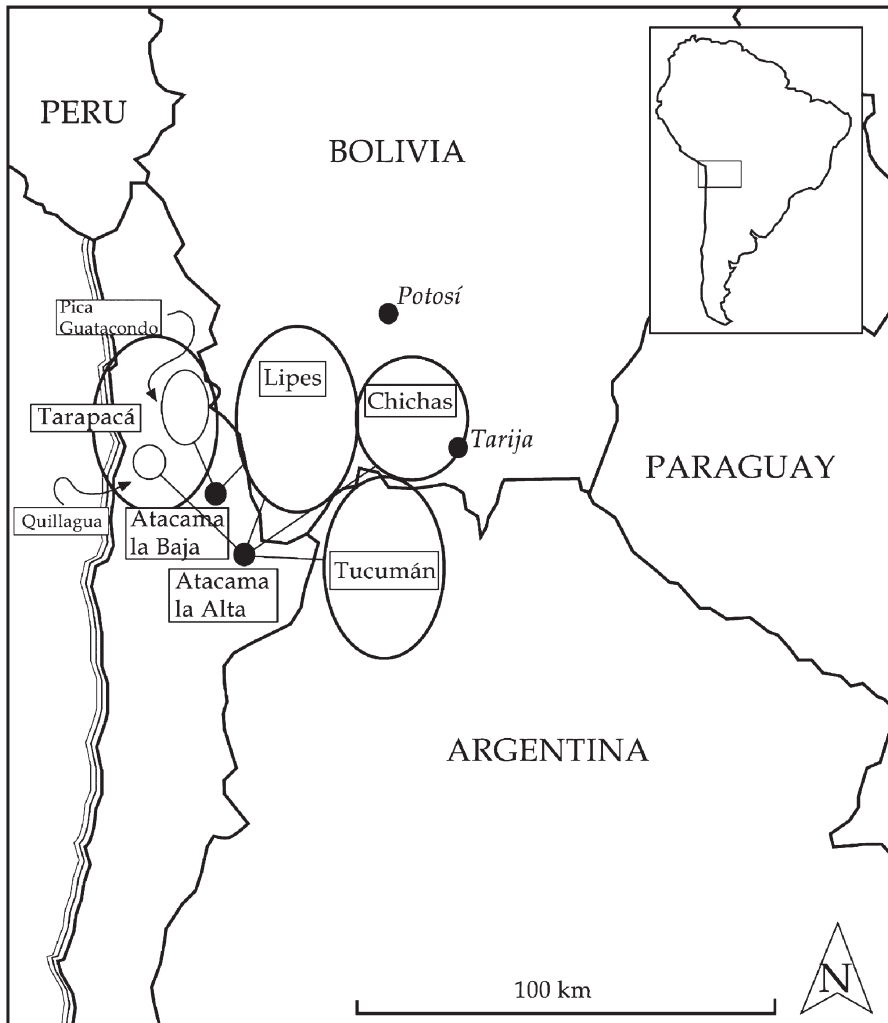 PERU
BOLIVIA
Potosí
Pica
Guatacondo
Lipes
Chichas
Tarapacá
Tarija
PARAGUAY
Quillagua
Atacama
la Baja
Atacama
la Alta
Tucumán
ARGENTINA
100 km
N